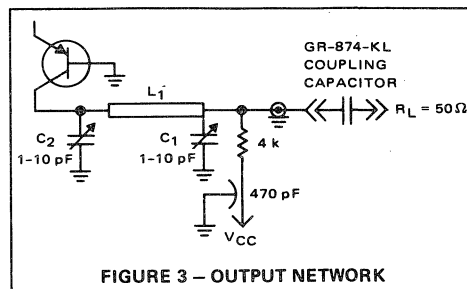 GR-874-KL
COUPLING
CAPACITOR
L1
RL = 50Ω
C2
1-10 pF
C1
1-10 pF
4 k
470 pF
VCC
FIGURE 3 – OUTPUT NETWORK